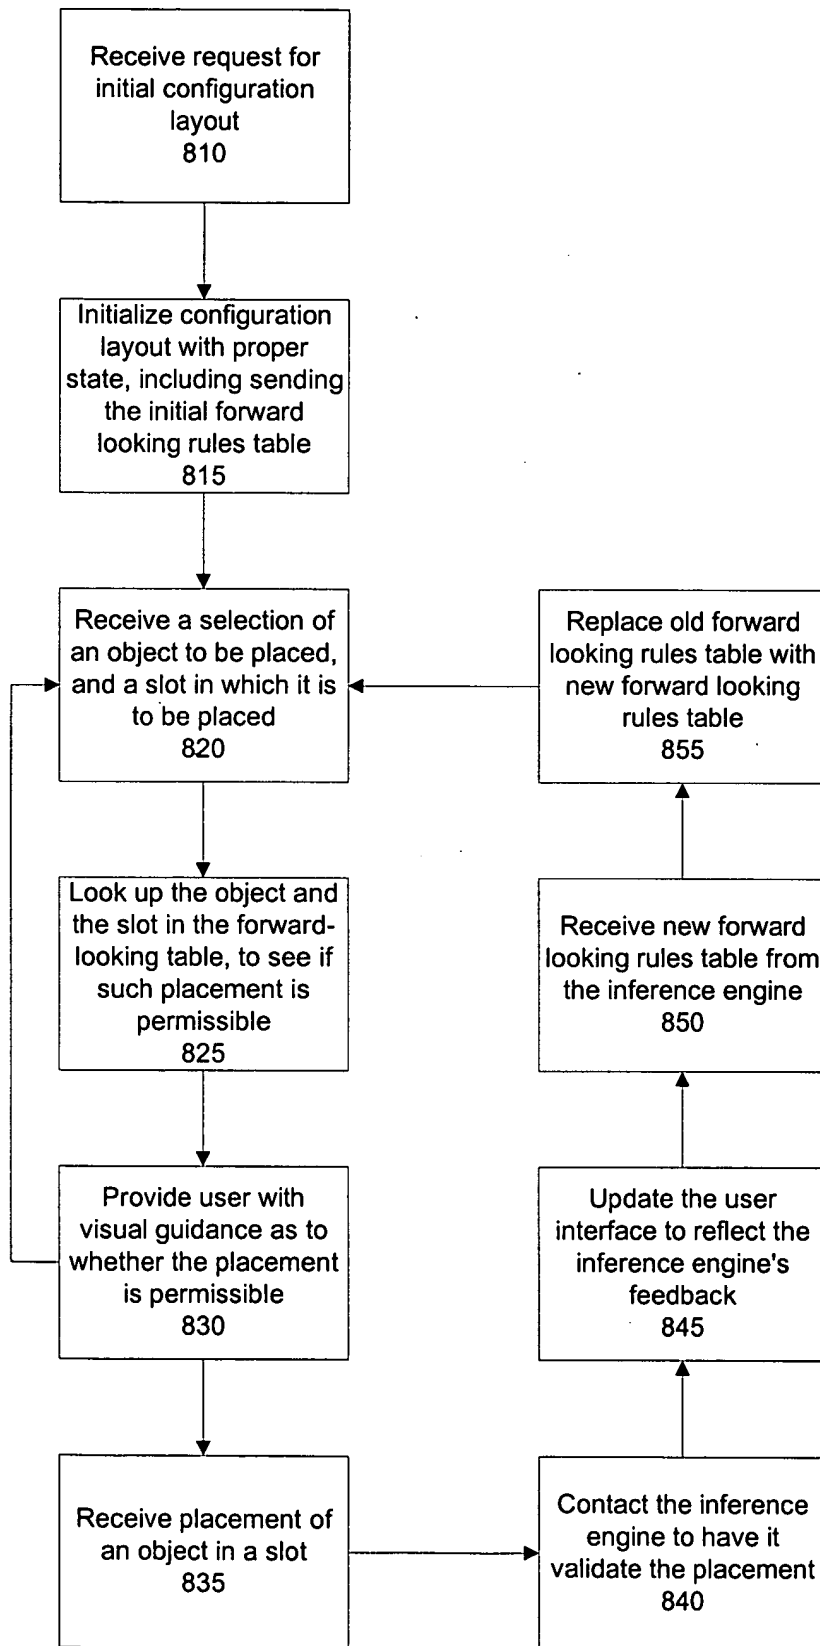 Receive request for
initial configuration
layout
810
Initialize configuration
layout with proper
state, including sending
the initial forward
looking rules table
815
Receive a selection of
an object to be placed,
and a slot in which it is
to be placed
820
Look up the object and
the slot in the forward-
looking table, to see if
such placement is
permissible
825
Provide user with
visual guidance as to
whether the placement
is permissible
830
Receive placement of
an object in a slot
835
Contact the inference
engine to have it
validate the placement
840
Update the user
interface to reflect the
inference engine's
feedback
845
Receive new forward
looking rules table from
the inference engine
850
Replace old forward
looking rules table with
new forward looking
rules table
855